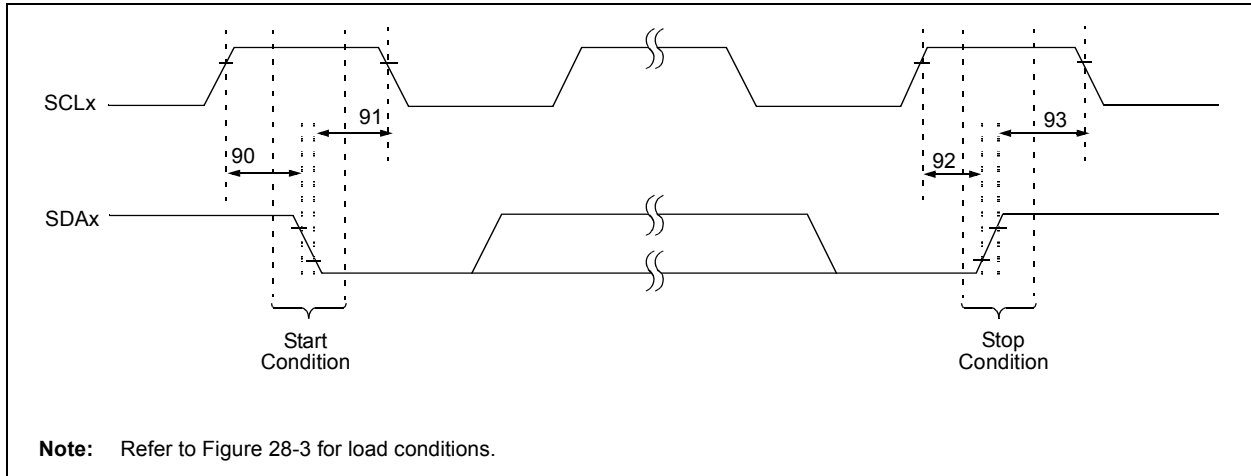 SCLx
91
93
90
92
SDAx
Start
Condition
Stop
Condition
Note: Refer to Figure 28-3 for load conditions.